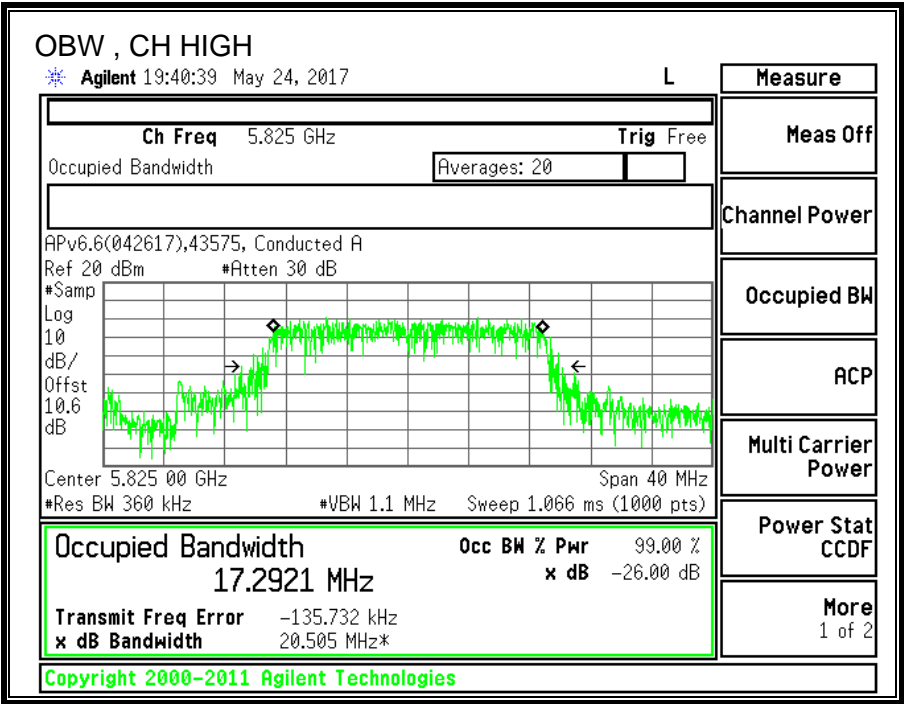 OBW , CH HIGH
Agilent 19:40:39 May 24, 2017 L
Measure
Ch Freq 5.825 GHz Trig Free
Meas Off
Occupied Bandwidth Averages: 20
Channel Power
APv6.6(042617),43575, Conducted A
Ref 20 dBm #Atten 30 dB
#Samp
Log
10
dB/
Offst
10.6
dB
Occupied BW
ACP
Center 5.825 00 GHz Span 40 MHz
#Res BW 360 kHz #VBW 1.1 MHz Sweep 1.066 ms (1000 pts)
Multi Carrier
Power
Occupied Bandwidth Occ BW % Pwr 99.00 %
17.2921 MHz x dB -26.00 dB
Power Stat
CCDF
Transmit Freq Error -135.732 kHz
x dB Bandwidth 20.505 MHz*
More
1 of 2
Copyright 2000-2011 Agilent Technologies